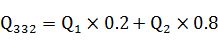 Q₃₃₂ = Q₁ × 0.2 + Q₂ × 0.8